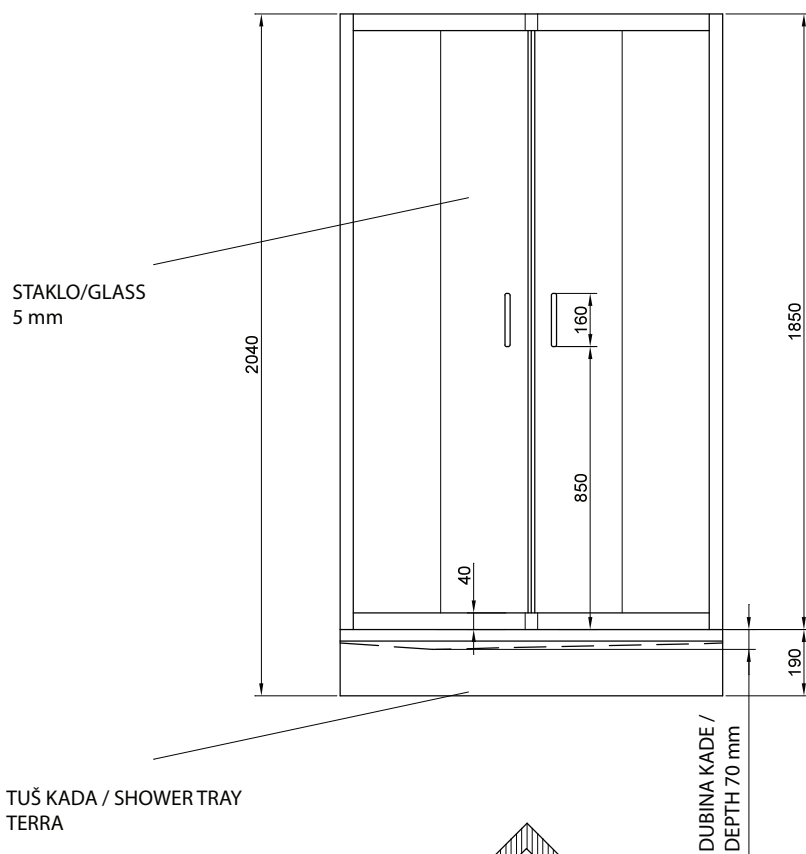 STAKLO/GLASS
5 mm
2040
160
1850
850
40
190
TUŠ KADA / SHOWER TRAY
TERRA
DUBINA KADE /
DEPTH 70 mm